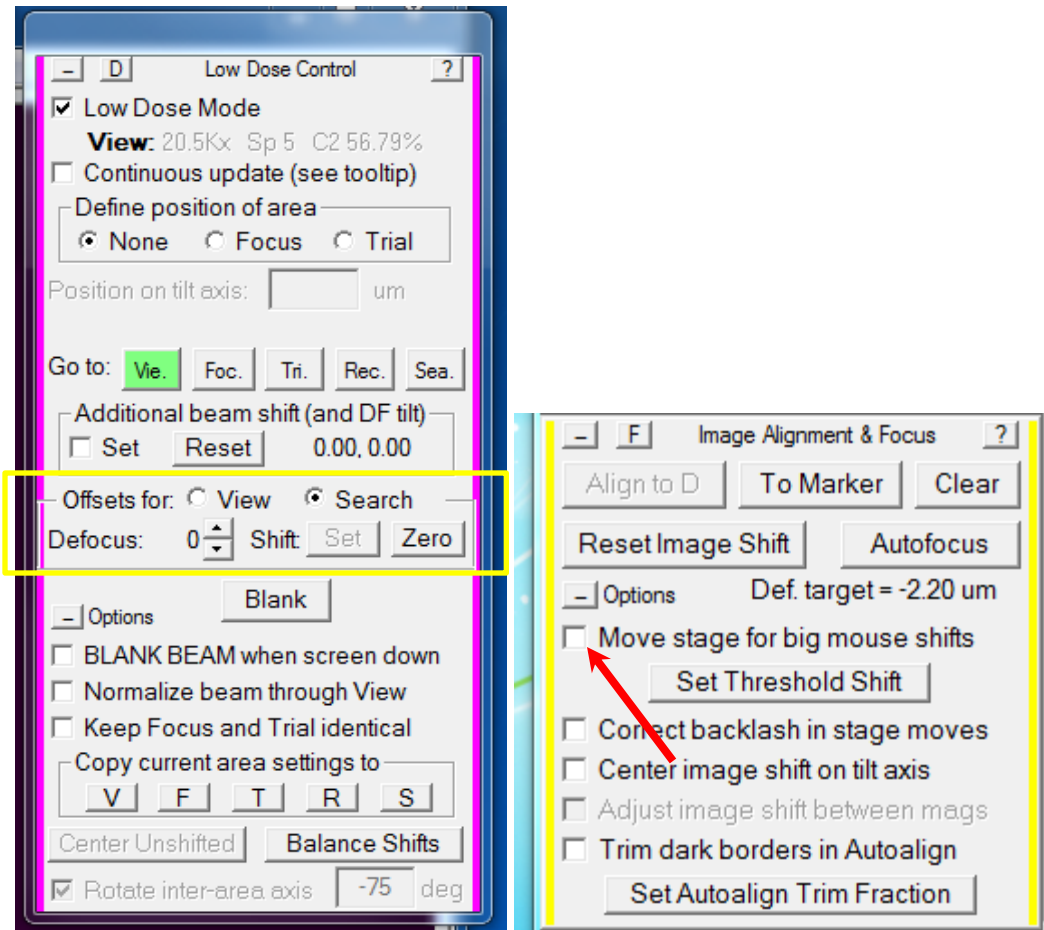 – D Low Dose Control ?
Low Dose Mode
View: 20.5Kx Sp 5 C2 56.79%
Continuous update (see tooltip)
Define position of area
None Focus Trial
Position on tilt axis: um
Go to: Vie. Foc. Tri. Rec. Sea.
Additional beam shift (and DF tilt)
Set Reset 0.00, 0.00
Offsets for: View Search
Defocus: 0 Shift: Set Zero
Blank
– Options
BLANK BEAM when screen down
Normalize beam through View
Keep Focus and Trial identical
Copy current area settings to
V F T R S
Center Unshifted Balance Shifts
Rotate inter-area axis -75 deg
– F Image Alignment & Focus ?
Align to D To Marker Clear
Reset Image Shift Autofocus
– Options Def. target = -2.20 um
Move stage for big mouse shifts
Set Threshold Shift
Correct backlash in stage moves
Center image shift on tilt axis
Adjust image shift between mags
Trim dark borders in Autoalign
Set Autoalign Trim Fraction